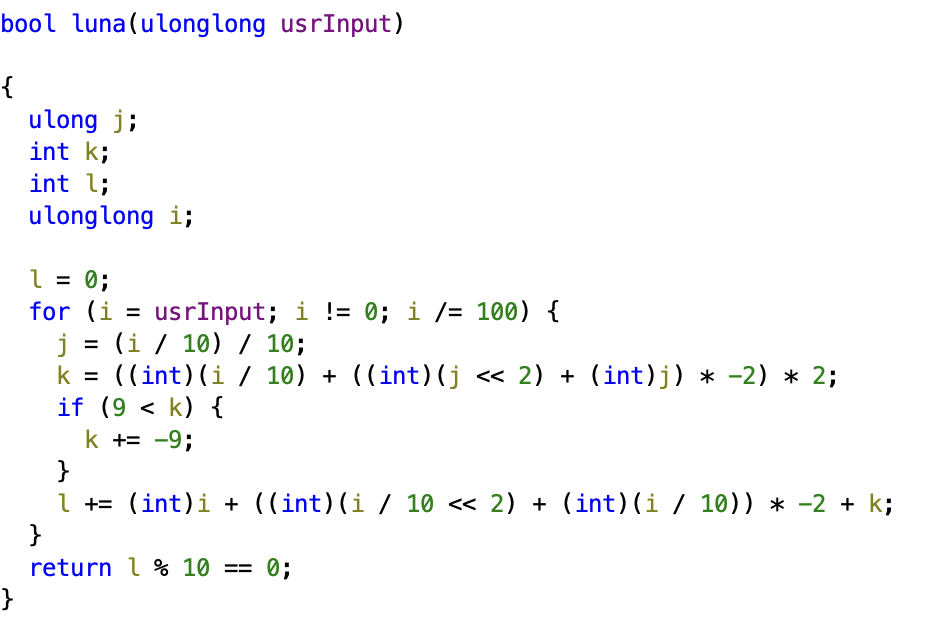 bool luna(ulonglong usrInput)
{
ulong j;
int k;
int l;
ulonglong i;
l = 0;
for (i = usrInput; i != 0; i /= 100) {
j = (i / 10) / 10;
k = ((int)(i / 10) + ((int)(j << 2) + (int)j) * -2) * 2;
if (9 < k) {
k += -9;
}
l += (int)i + ((int)(i / 10 << 2) + (int)(i / 10)) * -2 + k;
}
return l % 10 == 0;
}